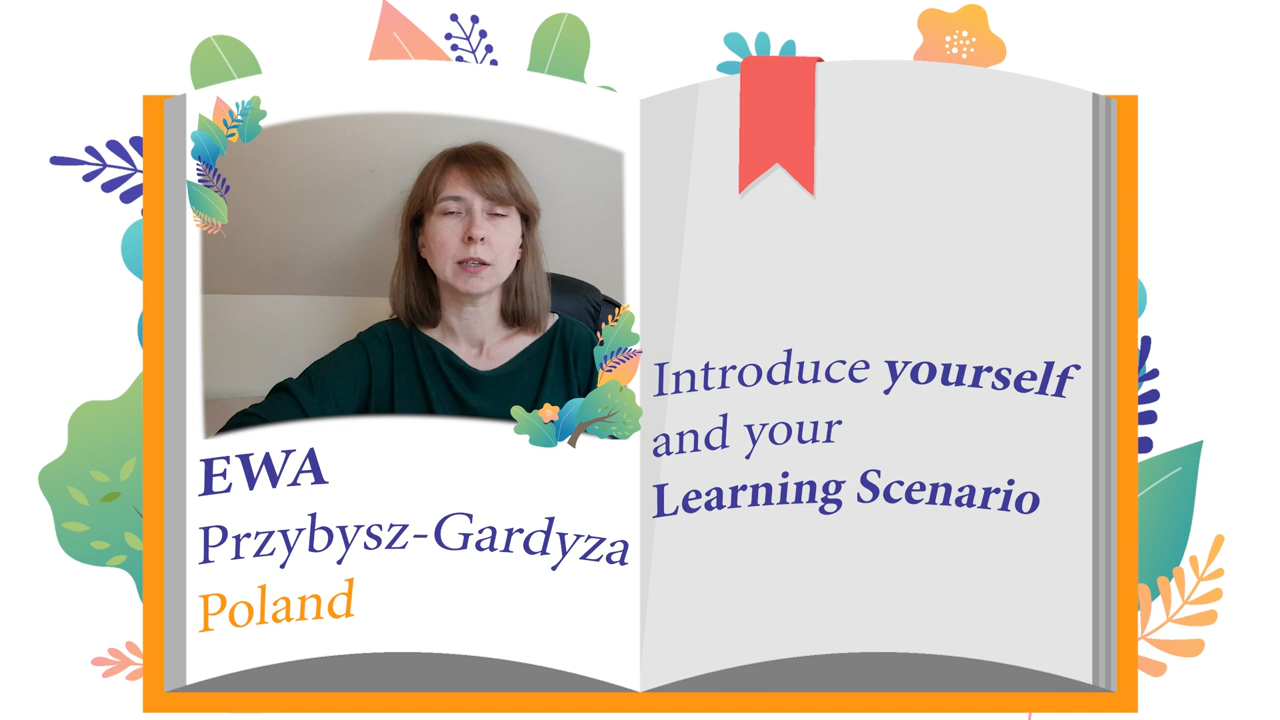 EWA
Przybysz-Gardyza
Poland
Introduce yourself
and your
Learning Scenario